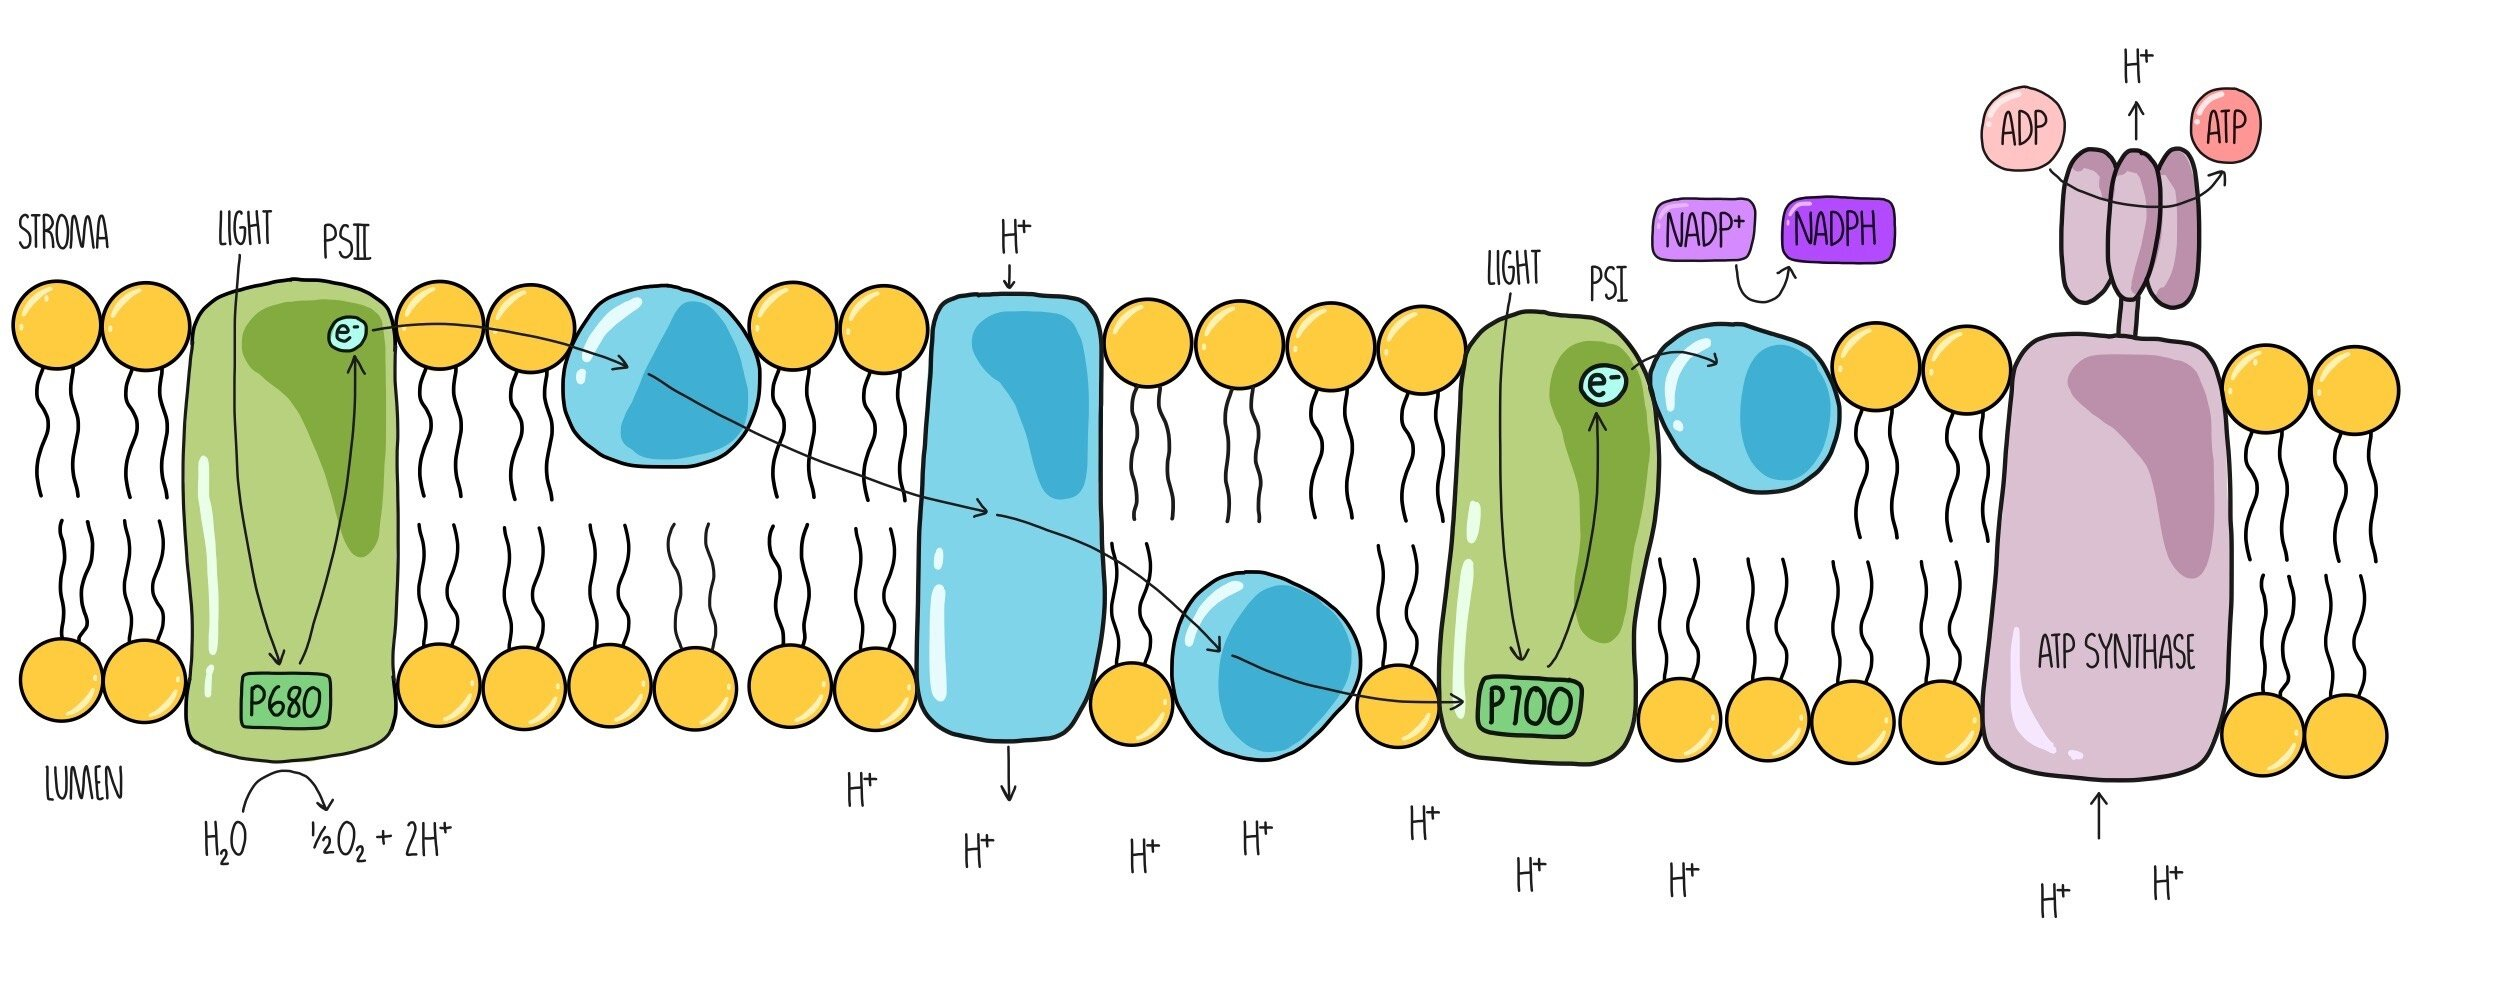 STROMA
LIGHT
PSII
e-
P680
LUMEN
H₂O
½O₂ + 2H⁺
H⁺
H⁺
H⁺
H⁺
H⁺
H⁺
H⁺
H⁺
LIGHT
PSI
e-
P700
NADP⁺
NADPH
H⁺
ADP
ATP
ATP SYNTHASE
H⁺
H⁺